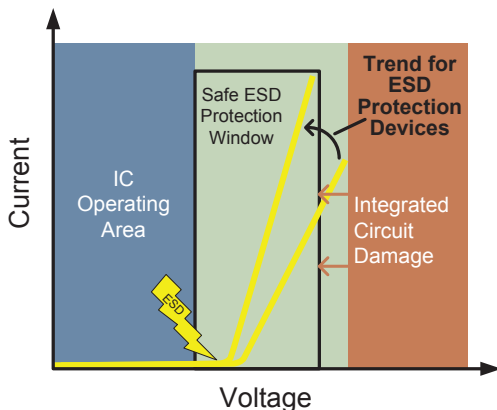 Trend for
ESD
Protection
Devices
Safe ESD
Protection
Window
IC
Operating
Area
Integrated
Circuit
Damage
ESD
Current
Voltage